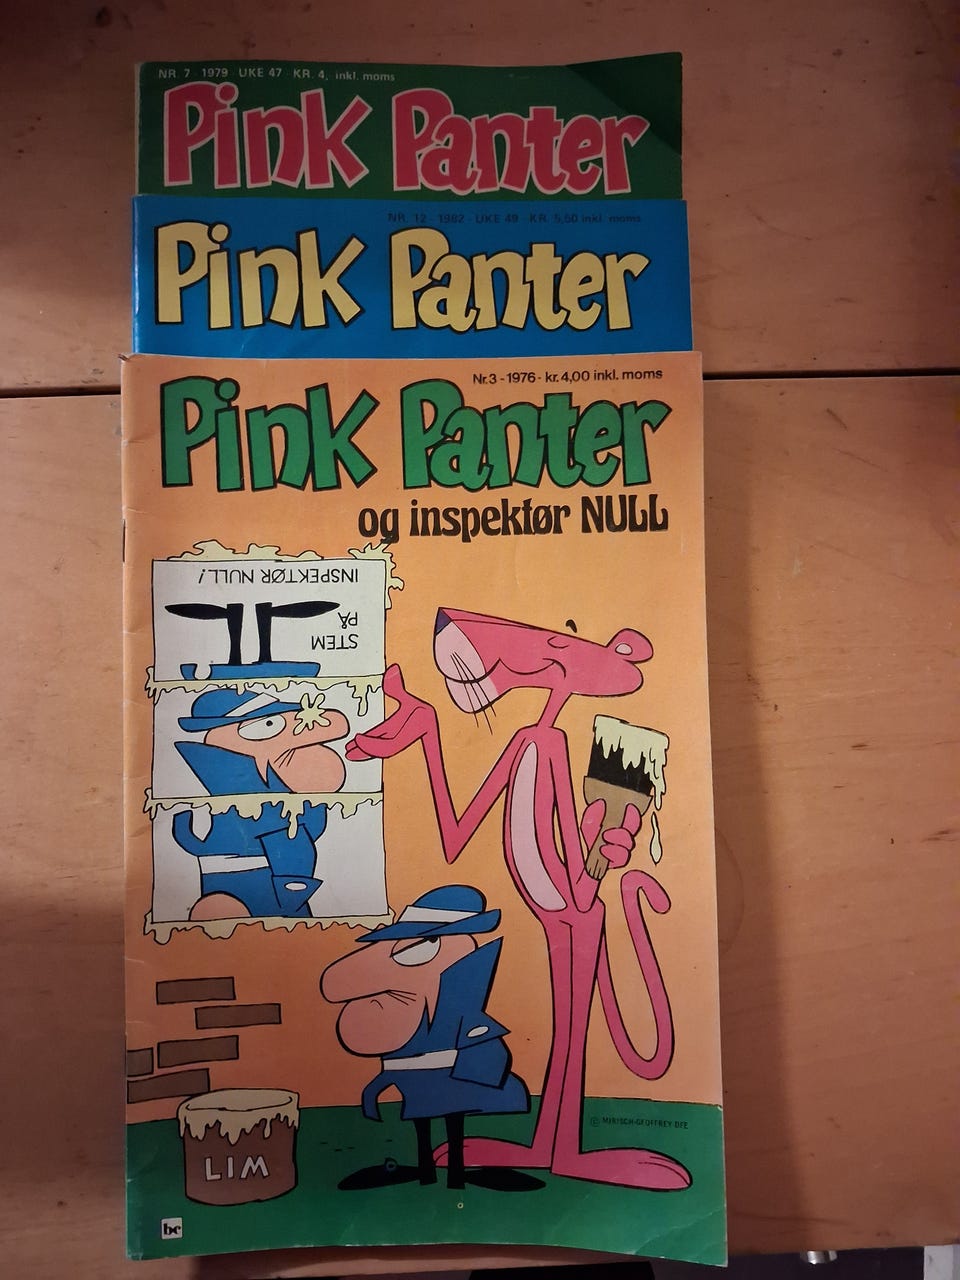 NR. 7 - 1979 - UKE 47 - KR. 4, inkl. moms
Pink Panter
NR. 12 - 1982 - UKE 49 - KR. 5,50 inkl. moms
Pink Panter
Nr. 3 - 1976 - kr. 4,00 inkl. moms
Pink Panter
og inspektør NULL
STEM
PÅ
INSPEKTØR NULL!
© MIRISCH-GEOFFREY DFE
LIM
bc